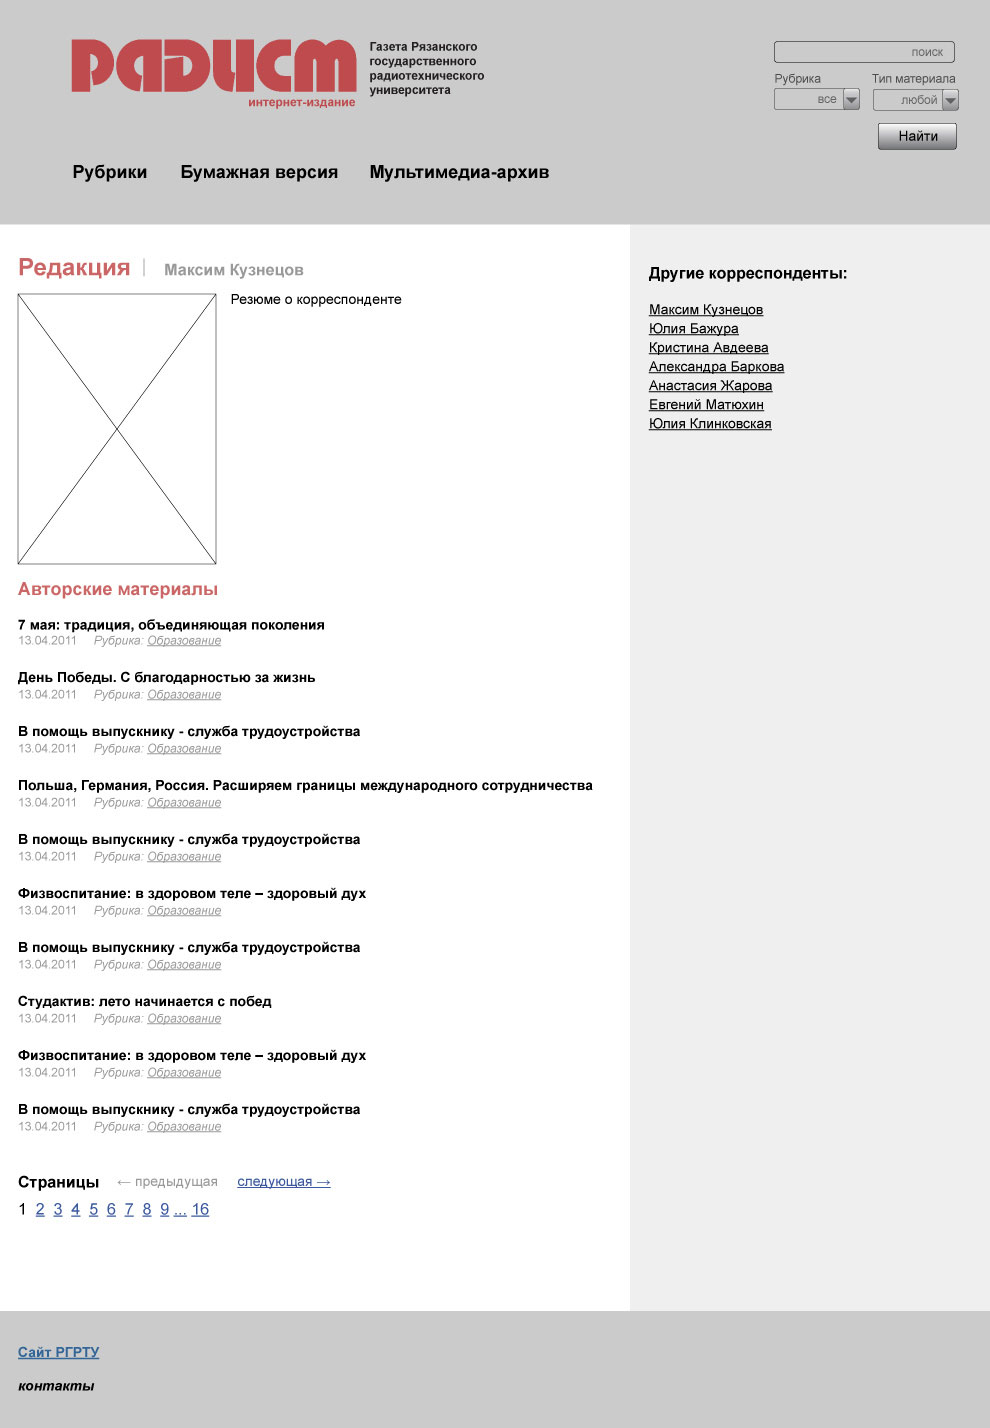 Радист
интернет-издание
Газета Рязанского
государственного
радиотехнического
университета
поиск
Рубрика
Тип материала
все
любой
Найти
Рубрики
Бумажная версия
Мультимедиа-архив
Редакция | Максим Кузнецов
Резюме о корреспонденте
Авторские материалы
7 мая: традиция, объединяющая поколения
13.04.2011 Рубрика: Образование
День Победы. С благодарностью за жизнь
13.04.2011 Рубрика: Образование
В помощь выпускнику - служба трудоустройства
13.04.2011 Рубрика: Образование
Польша, Германия, Россия. Расширяем границы международного сотрудничества
13.04.2011 Рубрика: Образование
В помощь выпускнику - служба трудоустройства
13.04.2011 Рубрика: Образование
Физвоспитание: в здоровом теле – здоровый дух
13.04.2011 Рубрика: Образование
В помощь выпускнику - служба трудоустройства
13.04.2011 Рубрика: Образование
Студактив: лето начинается с побед
13.04.2011 Рубрика: Образование
Физвоспитание: в здоровом теле – здоровый дух
13.04.2011 Рубрика: Образование
В помощь выпускнику - служба трудоустройства
13.04.2011 Рубрика: Образование
Страницы ← предыдущая следующая →
1 2 3 4 5 6 7 8 9 ... 16
Другие корреспонденты:
Максим Кузнецов
Юлия Бажура
Кристина Авдеева
Александра Баркова
Анастасия Жарова
Евгений Матюхин
Юлия Клинковская
Сайт РГРТУ
контакты